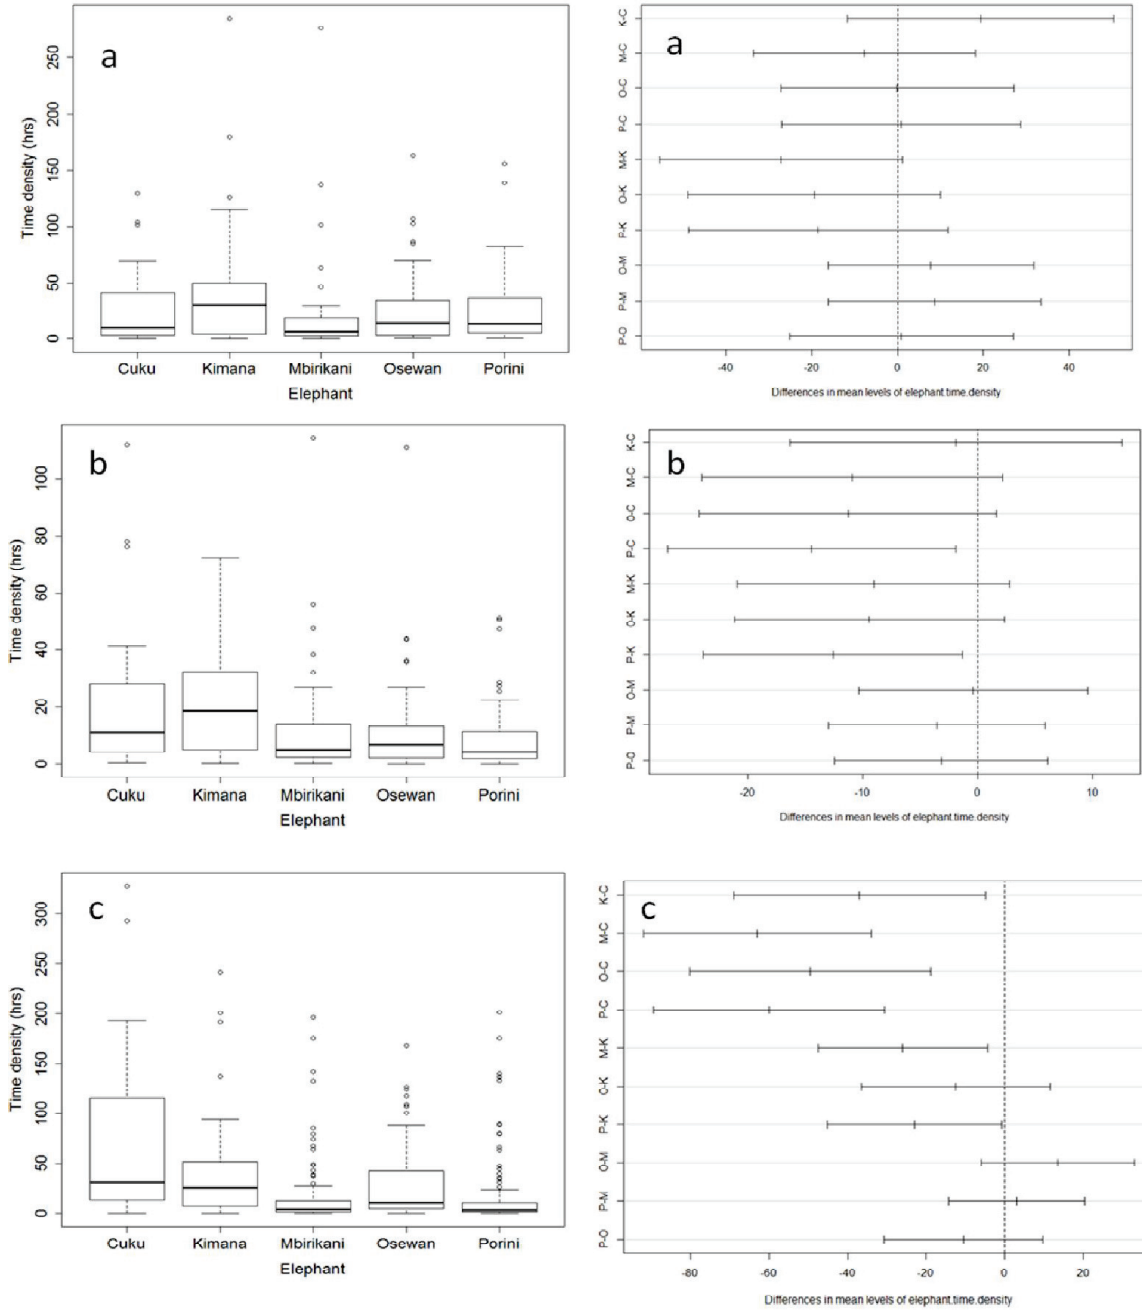 a
Time density (hrs)
250
200
150
100
50
0
Cuku Kimana Mbirikani Osewan Porini
Elephant
a
K-C
M-C
O-C
P-C
M-K
O-K
P-K
O-M
P-M
P-O
-40 -20 0 20 40
Differences in mean levels of elephant.time.density
b
Time density (hrs)
100
80
60
40
20
0
Cuku Kimana Mbirikani Osewan Porini
Elephant
b
K-C
M-C
O-C
P-C
M-K
O-K
P-K
O-M
P-M
P-O
-20 -10 0 10
Differences in mean levels of elephant.time.density
c
Time density (hrs)
300
250
200
150
100
50
0
Cuku Kimana Mbirikani Osewan Porini
Elephant
c
K-C
M-C
O-C
P-C
M-K
O-K
P-K
O-M
P-M
P-O
-80 -60 -40 -20 0 20
Differences in mean levels of elephant.time.density